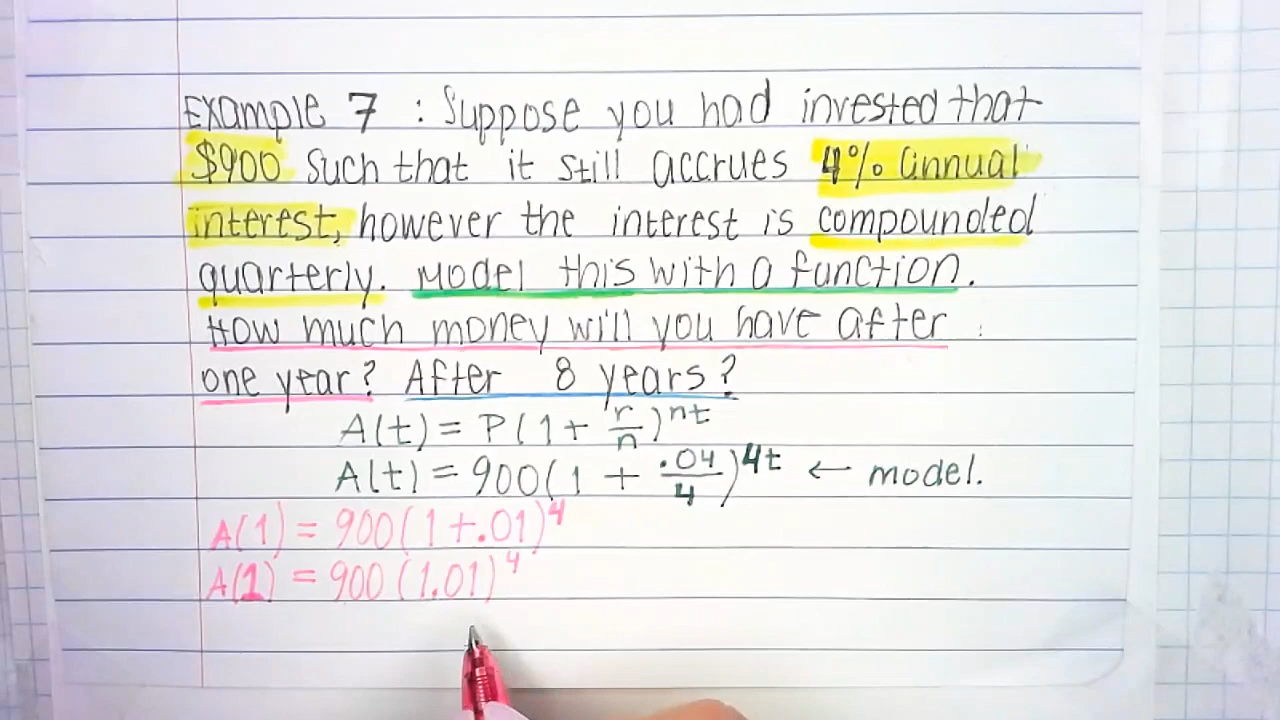 Example 7 : Suppose you had invested that
$900 such that it still accrues 4% annual
interest, however the interest is compounded
quarterly. Model this with a function.
How much money will you have after
one year? After 8 years?
A(t) = P(1 + r/n)^nt
A(t) = 900(1 + .04/4)^4t ← model.
A(1) = 900(1+.01)^4
A(1) = 900(1.01)^4